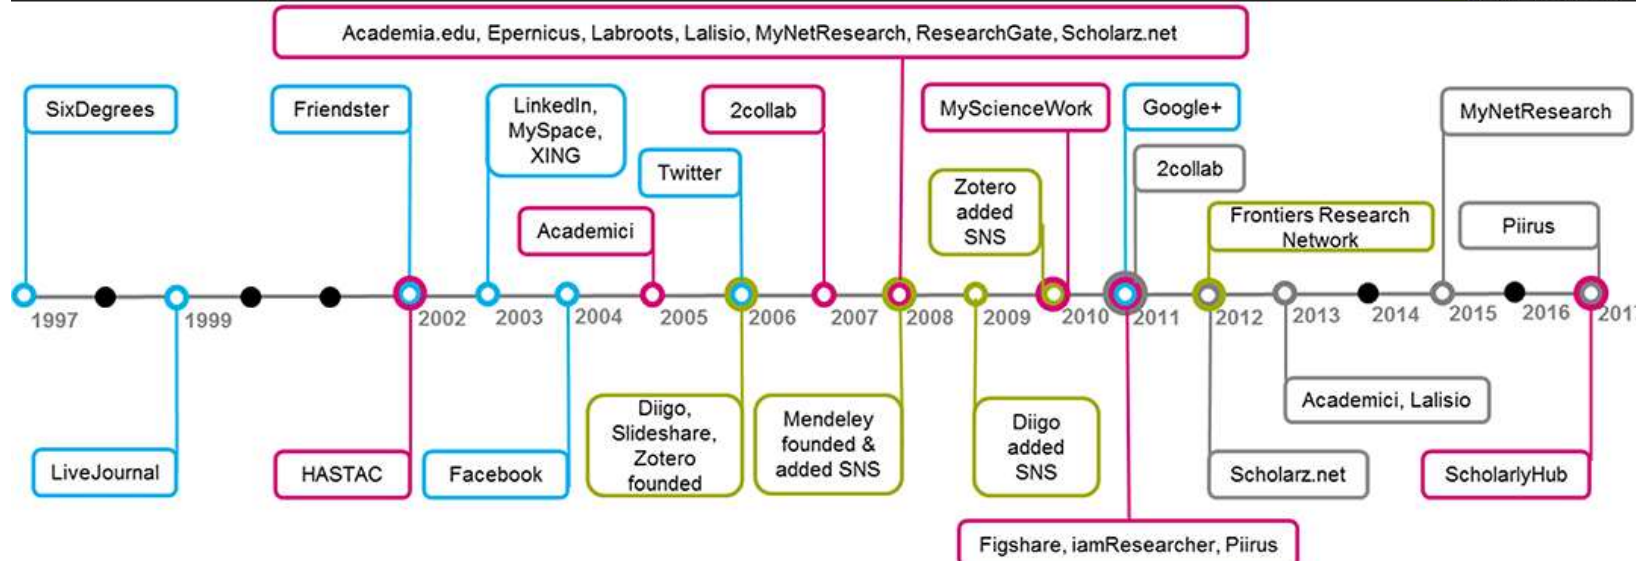 Academia.edu, Epernicus, Labroots, Lalisio, MyNetResearch, ResearchGate, Scholarz.net
SixDegrees
Friendster
LinkedIn,
MySpace,
XING
2collab
MyScienceWork
Google+
MyNetResearch
Twitter
2collab
Academici
Zotero
added
SNS
Frontiers Research
Network
Piirus
1997
1999
2002
2003
2004
2005
2006
2007
2008
2009
2010
2011
2012
2013
2014
2015
2016
2017
LiveJournal
HASTAC
Facebook
Diigo,
Slideshare,
Zotero
founded
Mendeley
founded &
added SNS
Diigo
added
SNS
Academici, Lalisio
Scholarz.net
ScholarlyHub
Figshare, iamResearcher, Piirus